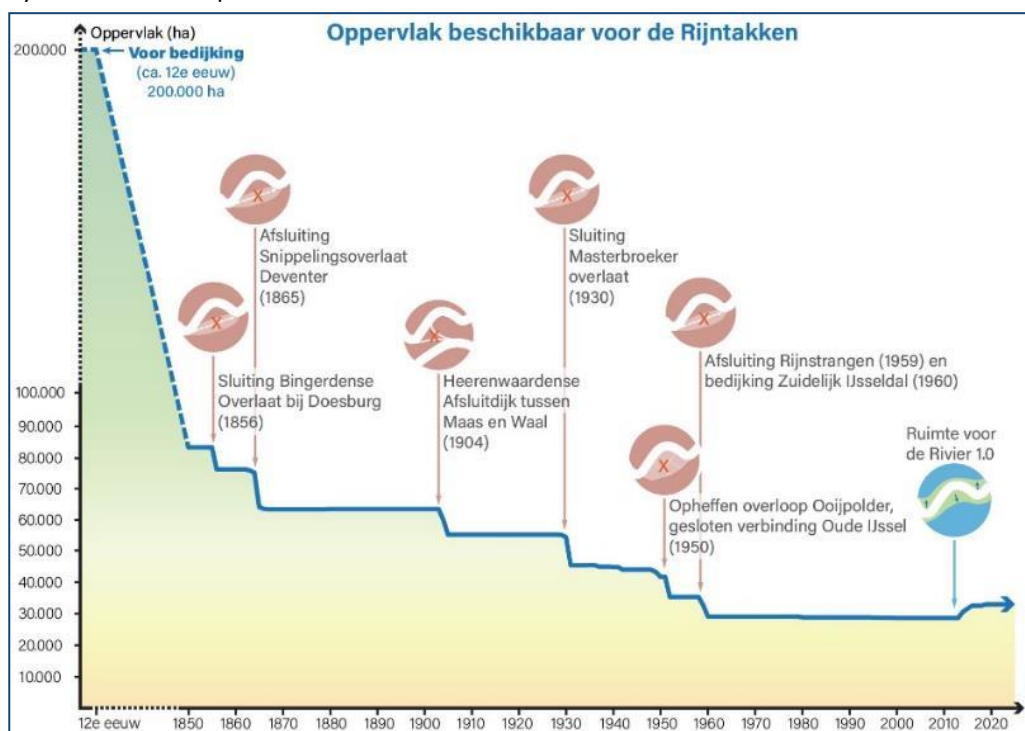 Oppervlak (ha)
Oppervlak beschikbaar voor de Rijntakken
200.000
Voor bedijking
(ca. 12e eeuw)
200.000 ha
Afsluiting
Snippelingsoverlaat
Deventer
(1865)
Sluiting
Masterbroeker
overlaat
(1930)
Sluiting Bingerdense
Overlaat bij Doesburg
(1856)
Heerenwaardense
Afsluitdijk tussen
Maas en Waal
(1904)
Afsluiting Rijnstrangen (1959) en
bedijking Zuidelijk IJsseldal (1960)
Ruimte voor
de Rivier 1.0
Opheffen overloop Ooijpolder,
gesloten verbinding Oude IJssel
(1950)
100.000
90.000
80.000
70.000
60.000
50.000
40.000
30.000
20.000
10.000
12e eeuw 1850 1860 1870 1880 1890 1900 1910 1920 1930 1940 1950 1960 1970 1980 1990 2000 2010 2020